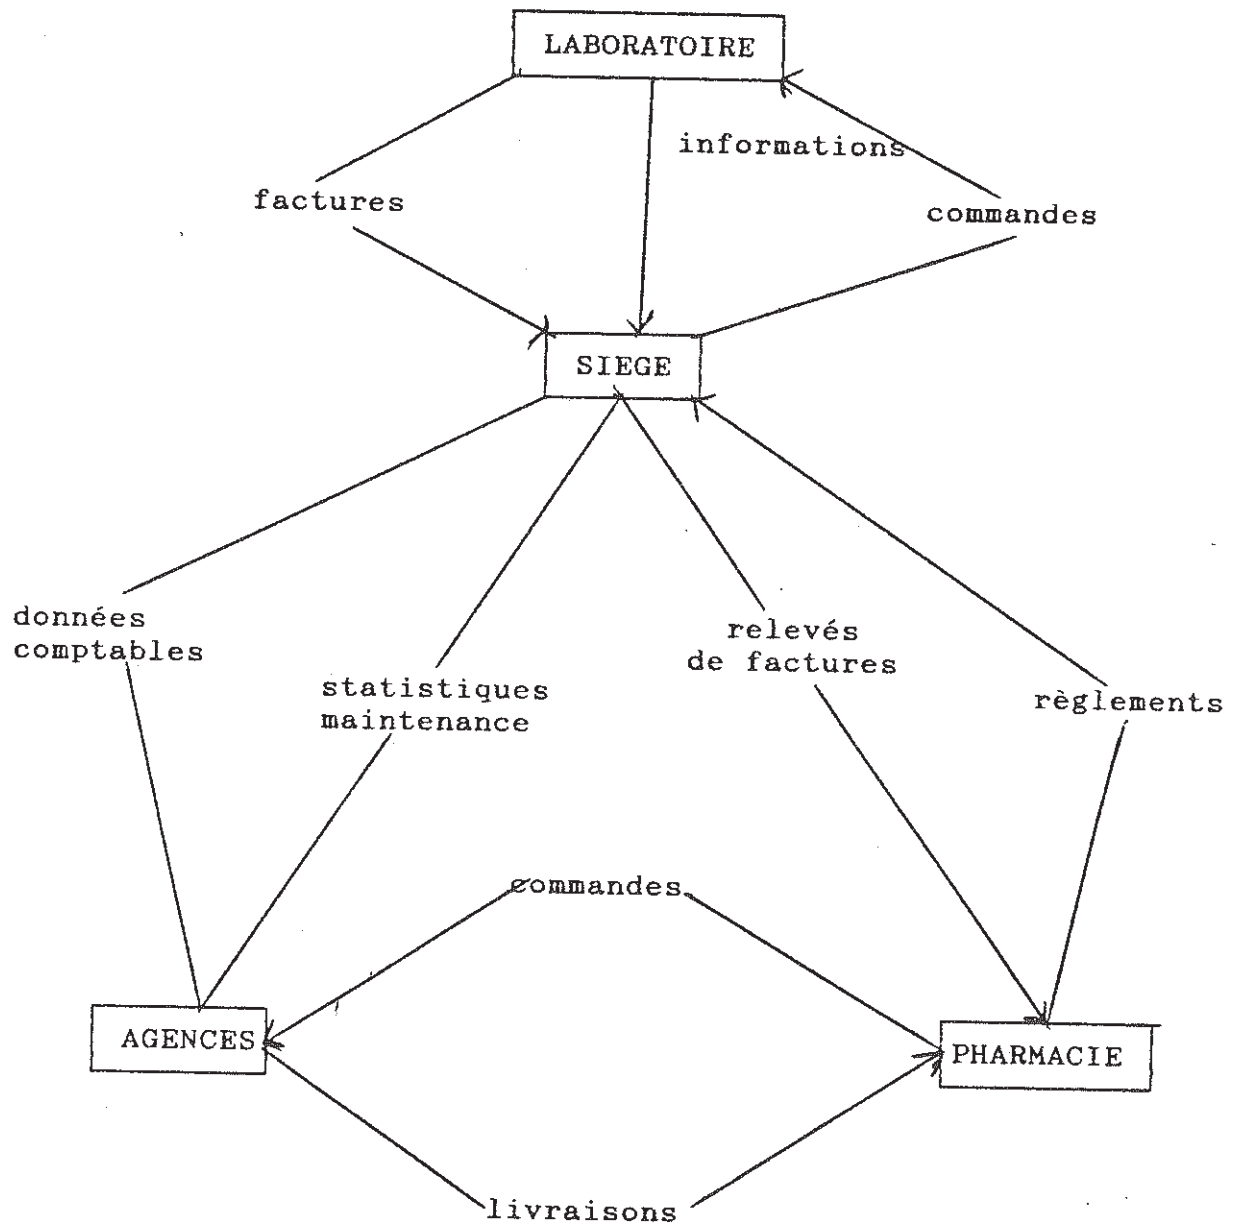 LABORATOIRE
informations
factures
commandes
SIEGE
données
comptables
relevés
de factures
statistiques
maintenance
règlements
commandes
AGENCES
PHARMACIE
livraisons